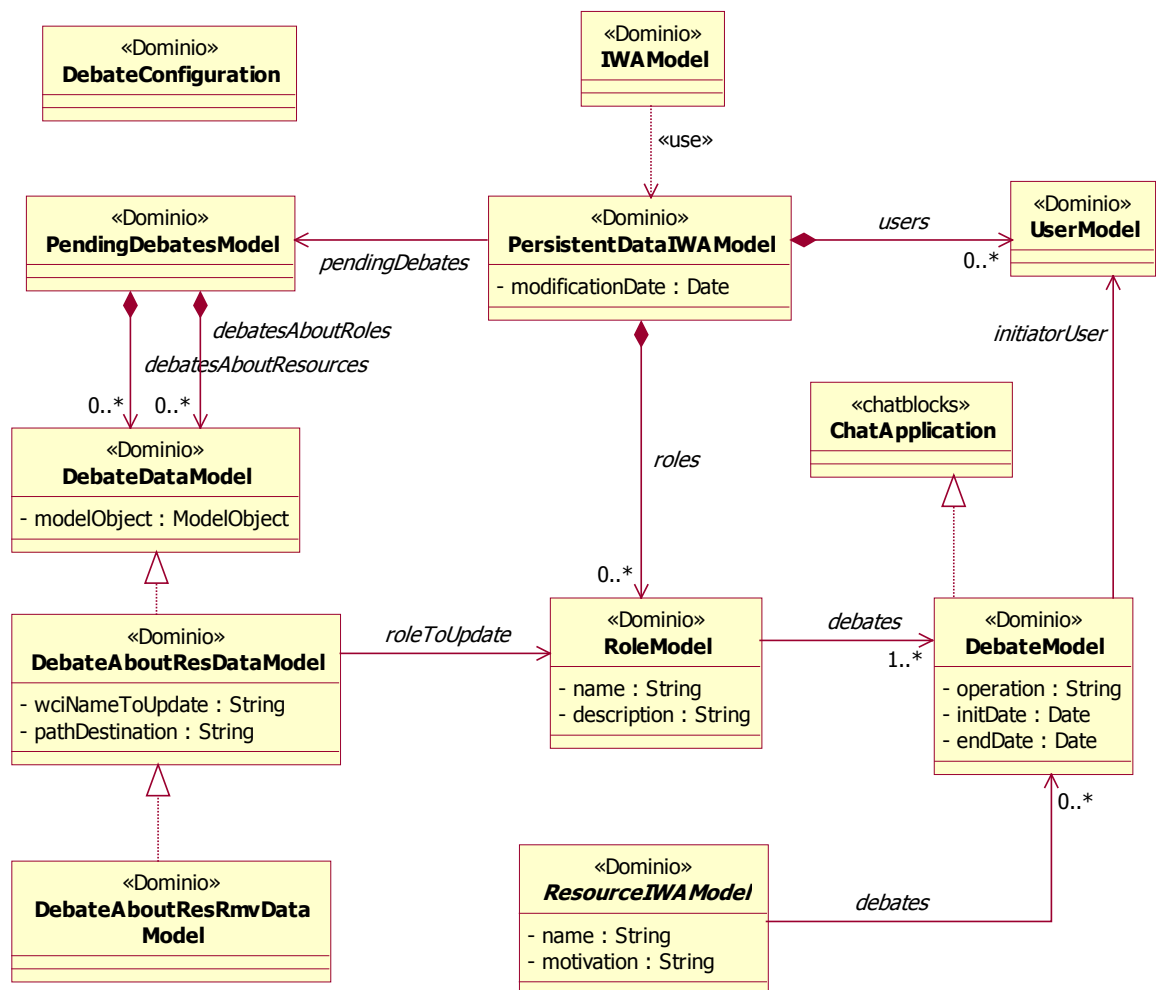 «Dominio»
DebateConfiguration
«Dominio»
IWAModel
«use»
«Dominio»
PendingDebatesModel
pendingDebates
«Dominio»
PersistentDataIWAModel
- modificationDate : Date
users
0..*
«Dominio»
UserModel
debatesAboutRoles
debatesAboutResources
0..*
0..*
initiatorUser
«chatblocks»
ChatApplication
«Dominio»
DebateDataModel
- modelObject : ModelObject
roles
0..*
«Dominio»
DebateAboutResDataModel
- wciNameToUpdate : String
- pathDestination : String
roleToUpdate
«Dominio»
RoleModel
- name : String
- description : String
debates
1..*
«Dominio»
DebateModel
- operation : String
- initDate : Date
- endDate : Date
0..*
«Dominio»
DebateAboutResRmvData
Model
«Dominio»
ResourceIWAModel
- name : String
- motivation : String
debates